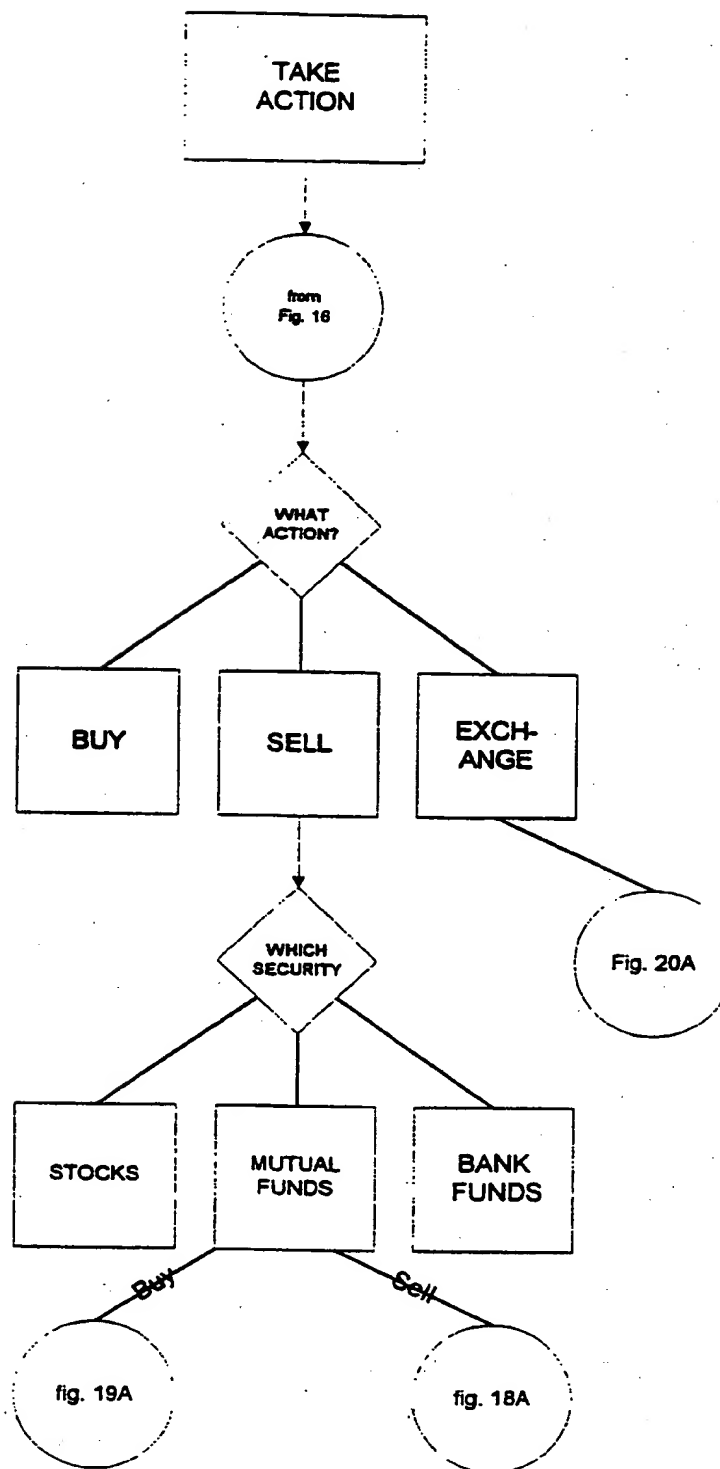 TAKE
ACTION
from
Fig. 16
WHAT
ACTION?
BUY
SELL
EXCH-
ANGE
WHICH
SECURITY
Fig. 20A
STOCKS
MUTUAL
FUNDS
BANK
FUNDS
Buy
Sell
fig. 19A
fig. 18A